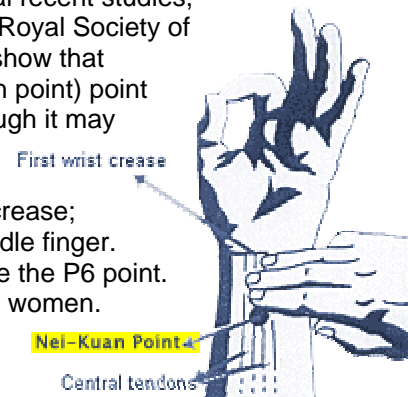 al recent studies,
Royal Society of
show that
n point) point
ugh it may
First wrist crease
crease;
dle finger.
e the P6 point.
women.
Nei-Kuan Point
Central tendons